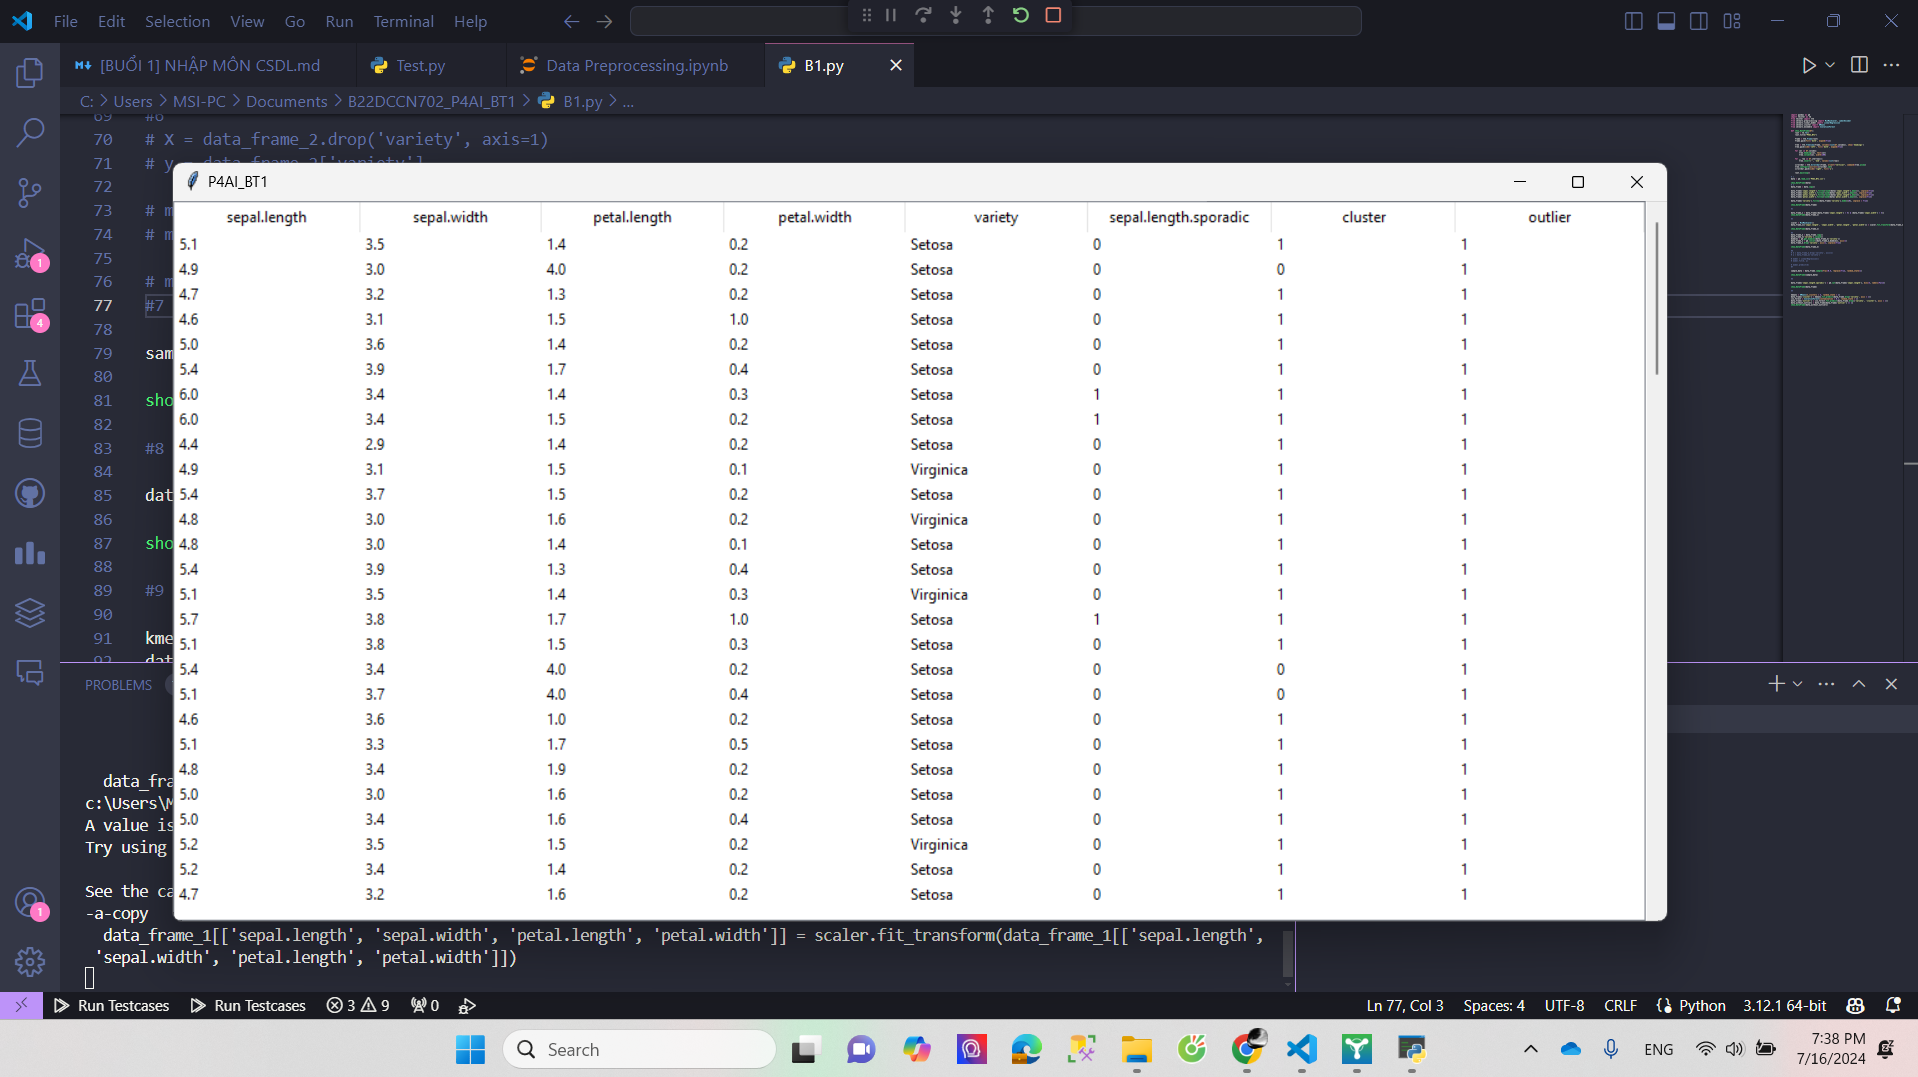 File Edit Selection View Go Run Terminal Help
[BUỔI 1] NHẬP MÔN CSDL.md Test.py Data Preprocessing.ipynb B1.py
C: > Users > MSI-PC > Documents > B22DCCN702_P4AI_BT1 > B1.py > ...
69 #6
70 # X = data_frame_2.drop('variety', axis=1)
71 # y = data_frame_2['variety']
72
73 # m
74 # m
75
76 # m
77 #7
78
79 sam
80
81 sho
82
83 #8
84
85 dat
86
87 sho
88
89 #9
90
91 kme
92 dat
P4AI_BT1
sepal.length sepal.width petal.length petal.width variety sepal.length.sporadic cluster outlier
5.1 3.5 1.4 0.2 Setosa 0 1 1
4.9 3.0 4.0 0.2 Setosa 0 0 1
4.7 3.2 1.3 0.2 Setosa 0 1 1
4.6 3.1 1.5 1.0 Setosa 0 1 1
5.0 3.6 1.4 0.2 Setosa 0 1 1
5.4 3.9 1.7 0.4 Setosa 0 1 1
6.0 3.4 1.4 0.3 Setosa 1 1 1
6.0 3.4 1.5 0.2 Setosa 1 1 1
4.4 2.9 1.4 0.2 Setosa 0 1 1
4.9 3.1 1.5 0.1 Virginica 0 1 1
5.4 3.7 1.5 0.2 Setosa 0 1 1
4.8 3.0 1.6 0.2 Virginica 0 1 1
4.8 3.0 1.4 0.1 Setosa 0 1 1
5.4 3.9 1.3 0.4 Setosa 0 1 1
5.1 3.5 1.4 0.3 Virginica 0 1 1
5.7 3.8 1.7 1.0 Setosa 1 1 1
5.1 3.8 1.5 0.3 Setosa 0 1 1
5.4 3.4 4.0 0.2 Setosa 0 0 1
5.1 3.7 4.0 0.4 Setosa 0 0 1
4.6 3.6 1.0 0.2 Setosa 0 1 1
5.1 3.3 1.7 0.5 Setosa 0 1 1
4.8 3.4 1.9 0.2 Setosa 0 1 1
5.0 3.0 1.6 0.2 Setosa 0 1 1
5.0 3.4 1.6 0.4 Setosa 0 1 1
5.2 3.5 1.5 0.2 Virginica 0 1 1
5.2 3.4 1.4 0.2 Setosa 0 1 1
4.7 3.2 1.6 0.2 Setosa 0 1 1
PROBLEMS
data_fra
c:\Users\M
A value is
Try using
See the ca
-a-copy
data_frame_1[['sepal.length', 'sepal.width', 'petal.length', 'petal.width']] = scaler.fit_transform(data_frame_1[['sepal.length',
'sepal.width', 'petal.length', 'petal.width']])
1
4
1
Run Testcases Run Testcases 3 9 0 Ln 77, Col 3 Spaces: 4 UTF-8 CRLF Python 3.12.1 64-bit
Search ENG 7:38 PM
7/16/2024